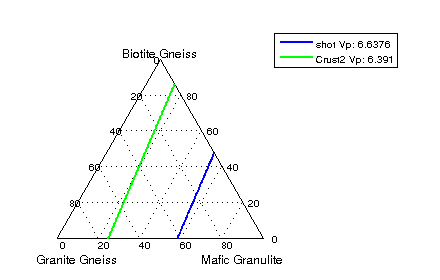 shot Vp: 6.6376
Crust2 Vp: 6.391
Biotite Gneiss
0
20 80
40 60
60 40
80 20
0
0 20 40 60 80
Granite Gneiss Mafic Granulite